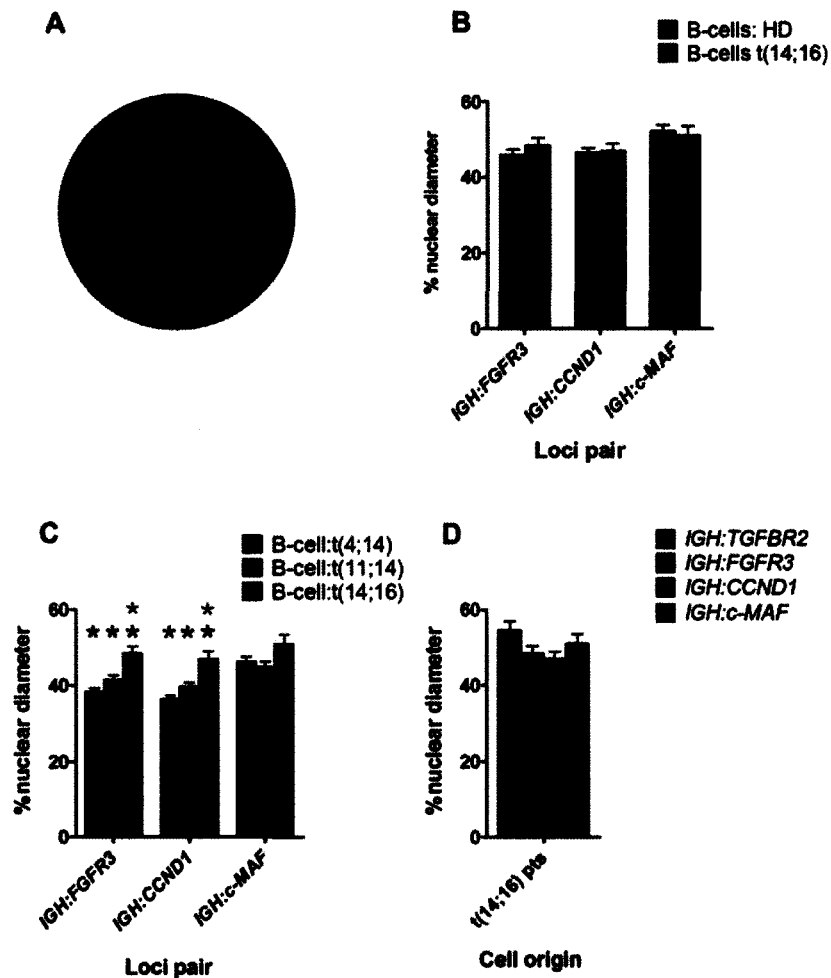 A
B
B-cells: HD
B-cells t(14;16)
% nuclear diameter
60
40
20
0
IGH:FGFR3
IGH:CCND1
IGH:c-MAF
Loci pair
C
B-cell:t(4;14)
B-cell:t(11;14)
B-cell:t(14;16)
% nuclear diameter
60
40
20
0
* * * *
* * * *
IGH:FGFR3
IGH:CCND1
IGH:c-MAF
Loci pair
D
IGH:TGFBR2
IGH:FGFR3
IGH:CCND1
IGH:c-MAF
% nuclear diameter
60
40
20
0
t(14;16) pts
Cell origin